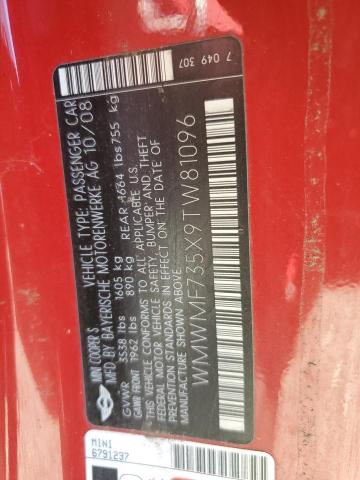 MINI COOPER S
VEHICLE TYPE: PASSENGER CAR
MFD BY BAYERISCHE MOTORENWERKE AG 10/08
GVWR 3538 lbs 1605 kg
GAWR FRONT 1962 lbs 890 kg REAR 1664 lbs 755 kg
THIS VEHICLE CONFORMS TO ALL APPLICABLE U.S.
FEDERAL MOTOR VEHICLE SAFETY, BUMPER AND THEFT
PREVENTION STANDARDS IN EFFECT ON THE DATE OF
MANUFACTURE SHOWN ABOVE.
WMWMF735X9TW81096
7 049 307
MINI
6791237